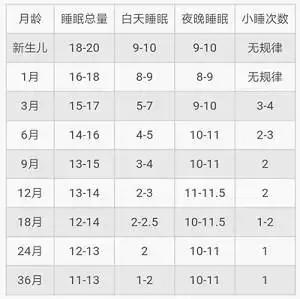 月龄 睡眠总量 白天睡眠 夜晚睡眠 小睡次数
新生儿 18-20 9-10 9-10 无规律
1月 16-18 8-9 8-9 无规律
3月 15-17 5-7 9-10 3-4
6月 14-16 4-5 10-11 2-3
9月 13-15 3-4 10-11 2
12月 13-14 2-3 11-11.5 2
18月 12-14 2-2.5 10-11.5 1-2
24月 12-13 2 10-11 1
36月 11-13 1-2 10-11 1